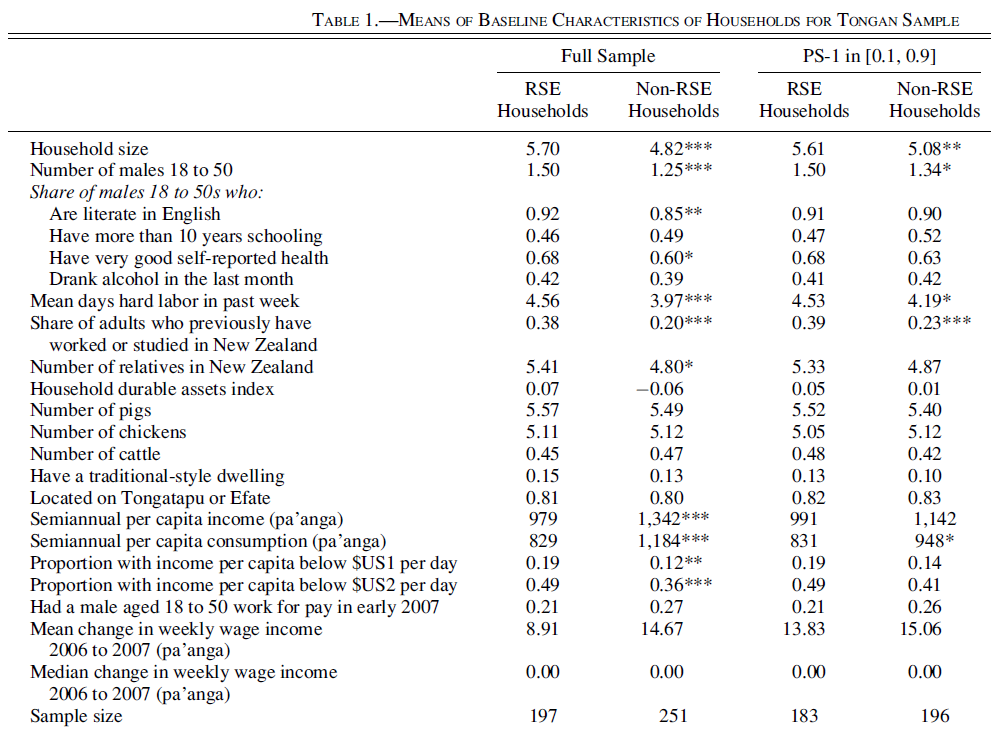 TABLE 1.—MEANS OF BASELINE CHARACTERISTICS OF HOUSEHOLDS FOR TONGAN SAMPLE
Full Sample PS-1 in [0.1, 0.9]
RSE Non-RSE RSE Non-RSE
Households Households Households Households
Household size 5.70 4.82*** 5.61 5.08**
Number of males 18 to 50 1.50 1.25*** 1.50 1.34*
Share of males 18 to 50s who:
Are literate in English 0.92 0.85** 0.91 0.90
Have more than 10 years schooling 0.46 0.49 0.47 0.52
Have very good self-reported health 0.68 0.60* 0.68 0.63
Drank alcohol in the last month 0.42 0.39 0.41 0.42
Mean days hard labor in past week 4.56 3.97*** 4.53 4.19*
Share of adults who previously have 0.38 0.20*** 0.39 0.23***
worked or studied in New Zealand
Number of relatives in New Zealand 5.41 4.80* 5.33 4.87
Household durable assets index 0.07 −0.06 0.05 0.01
Number of pigs 5.57 5.49 5.52 5.40
Number of chickens 5.11 5.12 5.05 5.12
Number of cattle 0.45 0.47 0.48 0.42
Have a traditional-style dwelling 0.15 0.13 0.13 0.10
Located on Tongatapu or Efate 0.81 0.80 0.82 0.83
Semiannual per capita income (pa'anga) 979 1,342*** 991 1,142
Semiannual per capita consumption (pa'anga) 829 1,184*** 831 948*
Proportion with income per capita below $US1 per day 0.19 0.12** 0.19 0.14
Proportion with income per capita below $US2 per day 0.49 0.36*** 0.49 0.41
Had a male aged 18 to 50 work for pay in early 2007 0.21 0.27 0.21 0.26
Mean change in weekly wage income 8.91 14.67 13.83 15.06
2006 to 2007 (pa'anga)
Median change in weekly wage income 0.00 0.00 0.00 0.00
2006 to 2007 (pa'anga)
Sample size 197 251 183 196